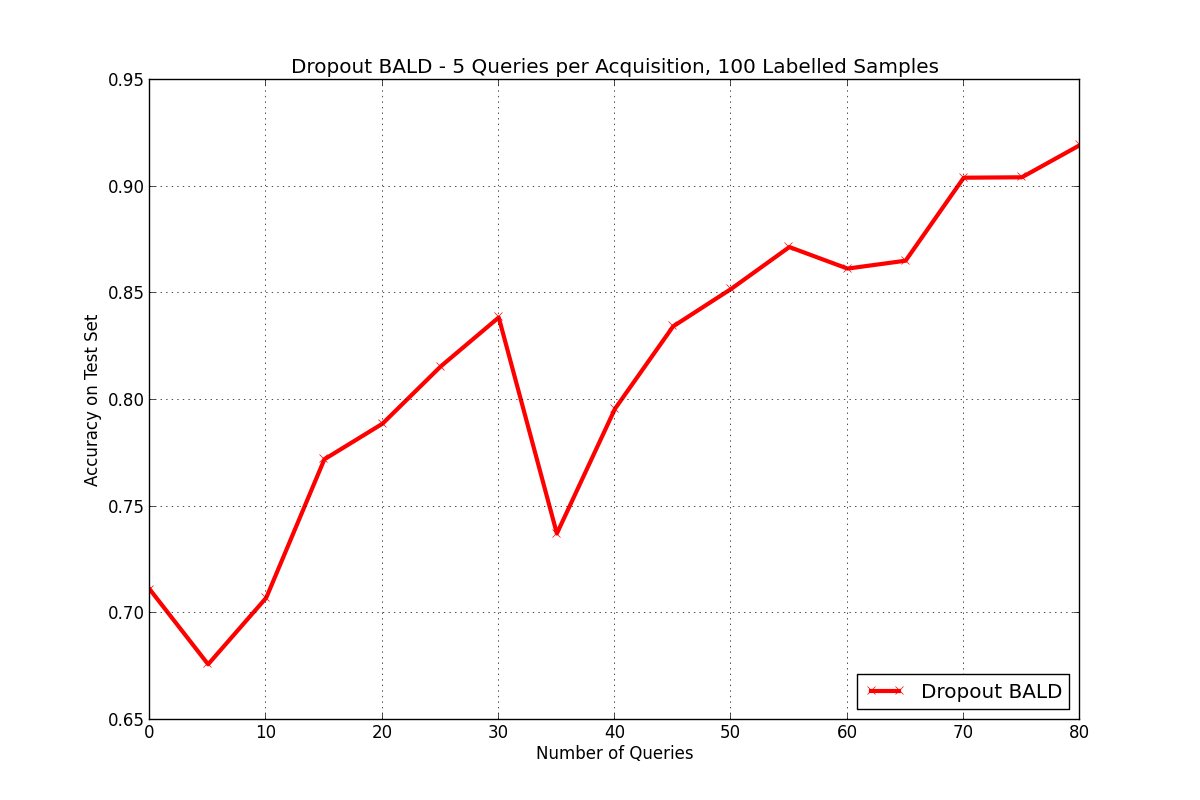 Dropout BALD - 5 Queries per Acquisition, 100 Labelled Samples
0.95
0.90
0.85
0.80
0.75
0.70
0.65
Accuracy on Test Set
Dropout BALD
0 10 20 30 40 50 60 70 80
Number of Queries